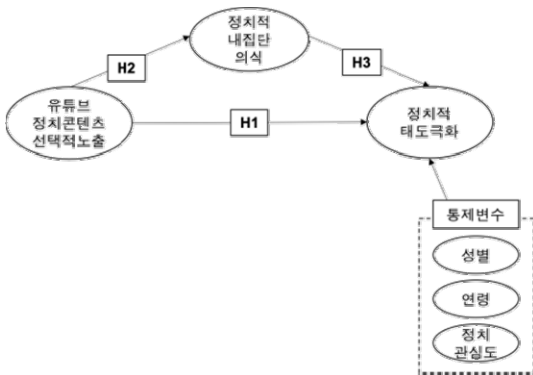 정치적
내집단
의식
H2
H3
유튜브
정치콘텐츠
선택적노출
H1
정치적
태도극화
통제변수
성별
연령
정치
관심도